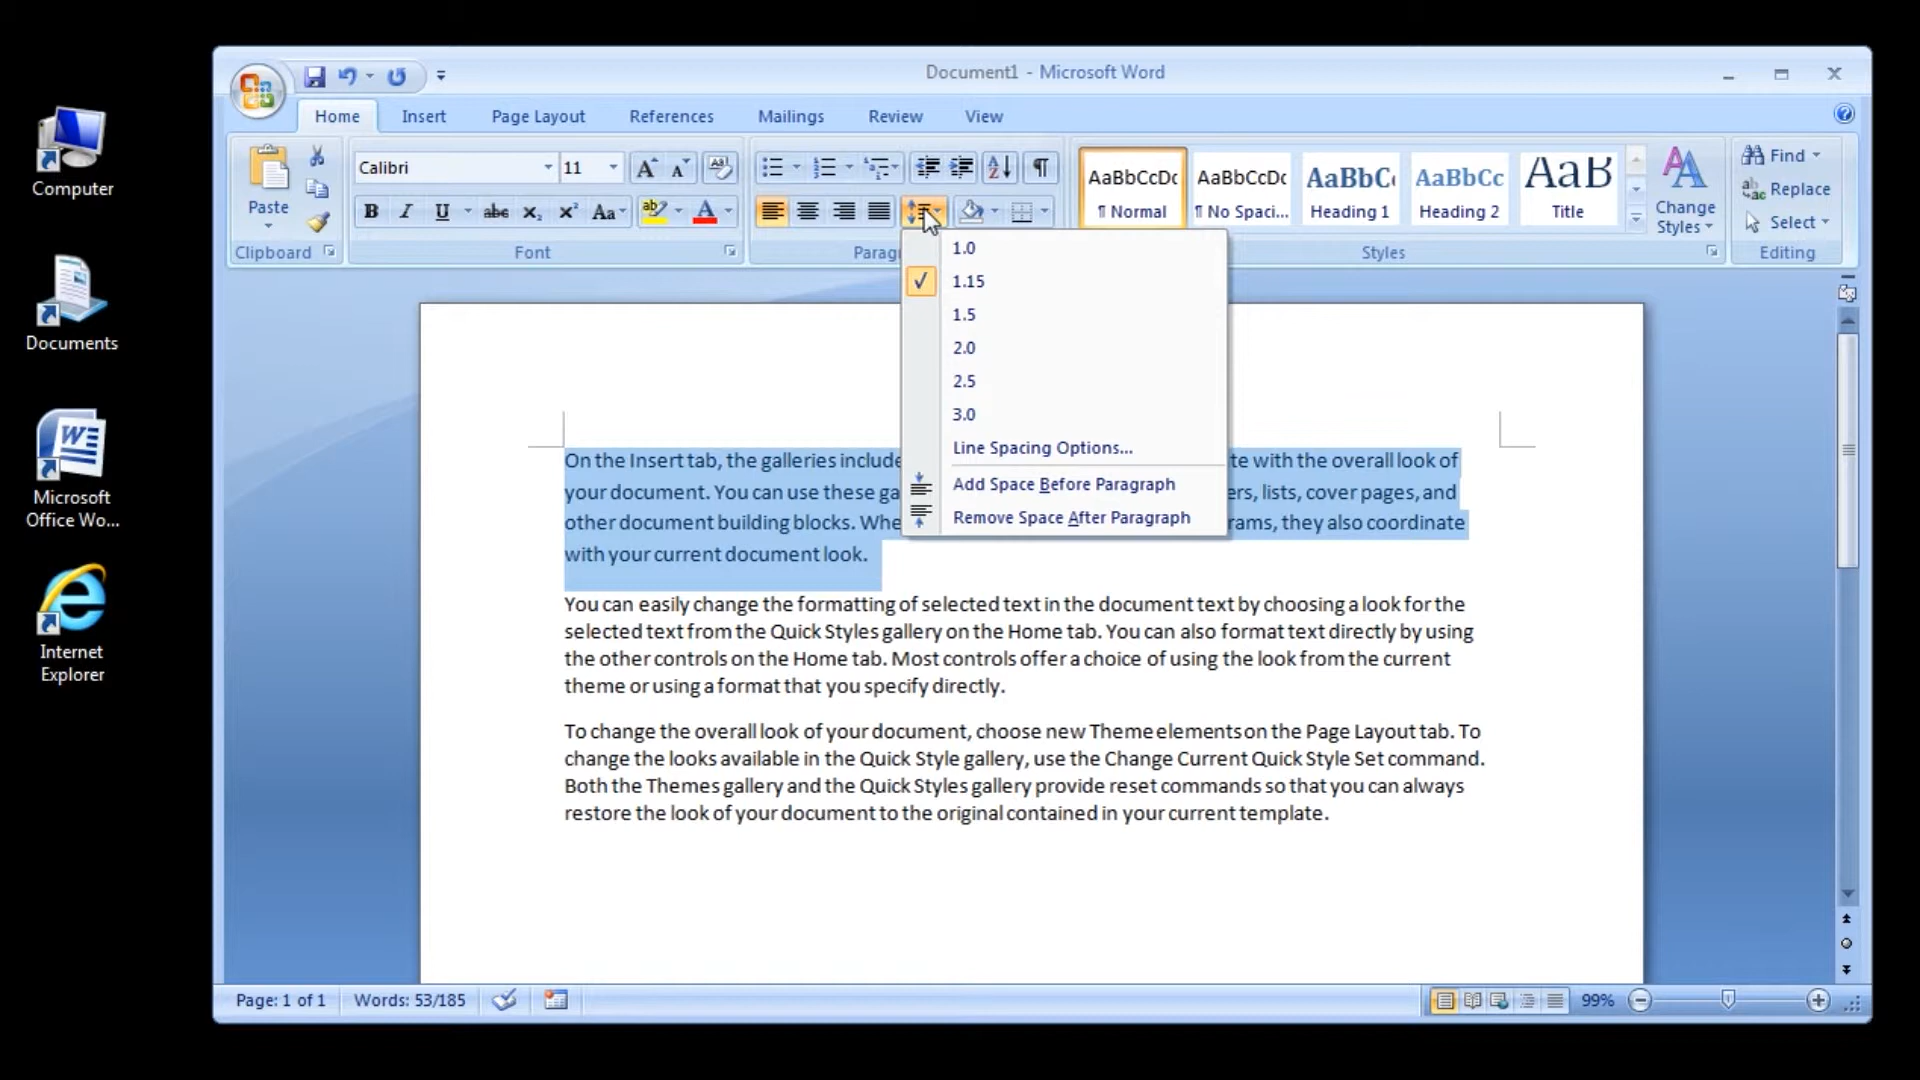 Document1 - Microsoft Word
Home Insert Page Layout References Mailings Review View
Computer
Documents
Microsoft
Office Wo...
Internet
Explorer
Paste
Clipboard
Calibri 11
B I U abc x₂ x² Aa ab A
Font
Paragr
1.0
1.15
1.5
2.0
2.5
3.0
Line Spacing Options...
Add Space Before Paragraph
Remove Space After Paragraph
AaBbCcDc AaBbCcDc AaBbC AaBbCc AaB
¶ Normal ¶ No Spaci... Heading 1 Heading 2 Title
Change
Styles
Styles
Find
Replace
Select
Editing
On the Insert tab, the galleries include te with the overall look of
your document. You can use these ga ers, lists, cover pages, and
other document building blocks. Whe rams, they also coordinate
with your current document look.
You can easily change the formatting of selected text in the document text by choosing a look for the
selected text from the Quick Styles gallery on the Home tab. You can also format text directly by using
the other controls on the Home tab. Most controls offer a choice of using the look from the current
theme or using a format that you specify directly.
To change the overall look of your document, choose new Theme elements on the Page Layout tab. To
change the looks available in the Quick Style gallery, use the Change Current Quick Style Set command.
Both the Themes gallery and the Quick Styles gallery provide reset commands so that you can always
restore the look of your document to the original contained in your current template.
Page: 1 of 1 Words: 53/185 99%